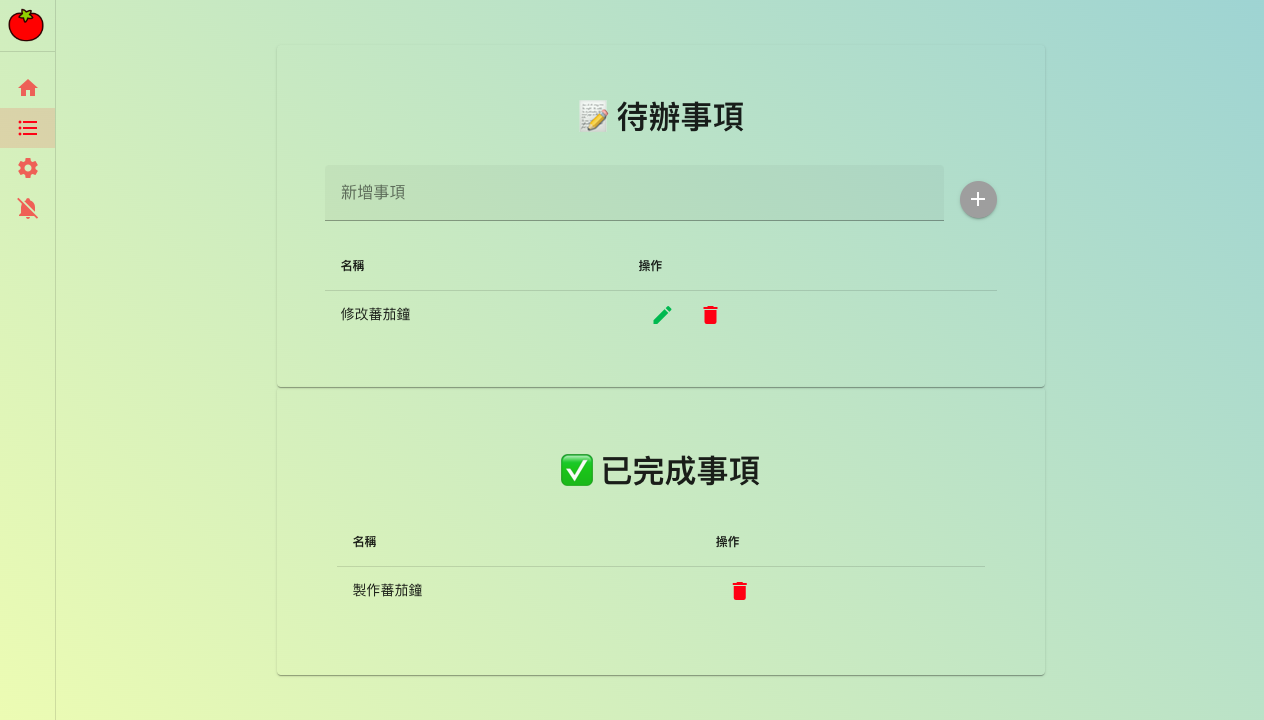 📝 待辦事項
新增事項
名稱 操作
修改蕃茄鐘
✅ 已完成事項
名稱 操作
製作蕃茄鐘